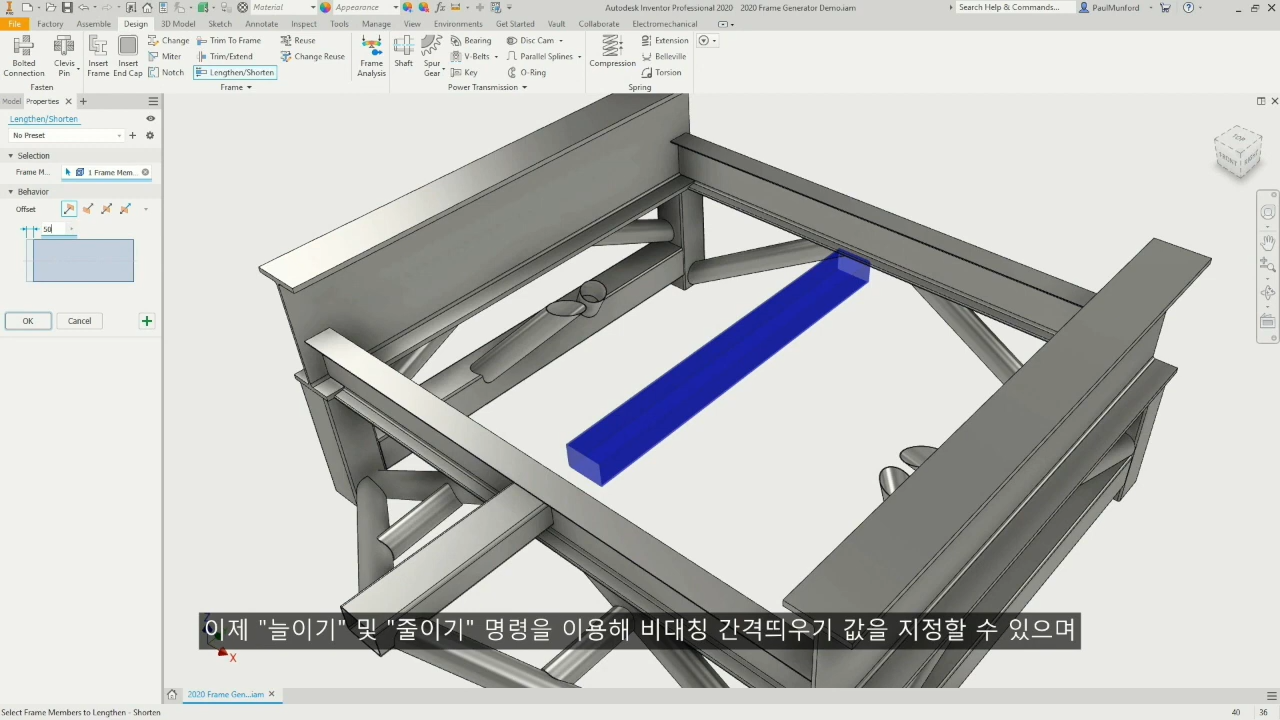 Material
Appearance
Autodesk Inventor Professional 2020 2020 Frame Generator Demo.iam
Search Help & Commands...
PaulMunford
File Factory Assemble Design 3D Model Sketch Annotate Inspect Tools Manage View Environments Get Started Vault Collaborate Electromechanical
Bolted Connection
Clevis Pin
Insert Frame
Insert End Cap
Change
Miter
Notch
Trim To Frame
Trim/Extend
Lengthen/Shorten
Reuse
Change Reuse
Frame Analysis
Shaft
Spur Gear
Bearing
V-Belts
Key
Disc Cam
Parallel Splines
O-Ring
Compression
Extension
Belleville
Torsion
Fasten
Frame
Power Transmission
Spring
Model Properties
Lengthen/Shorten
No Preset
Selection
Frame M... 1 Frame Mem...
Behavior
Offset
50
OK Cancel
TOP
FRONT
RIGHT
이제 "늘이기" 및 "줄이기" 명령을 이용해 비대칭 간격띄우기 값을 지정할 수 있으며
X
2020 Frame Gen...iam
Select Frame Members to Lengthen - Shorten
40 36